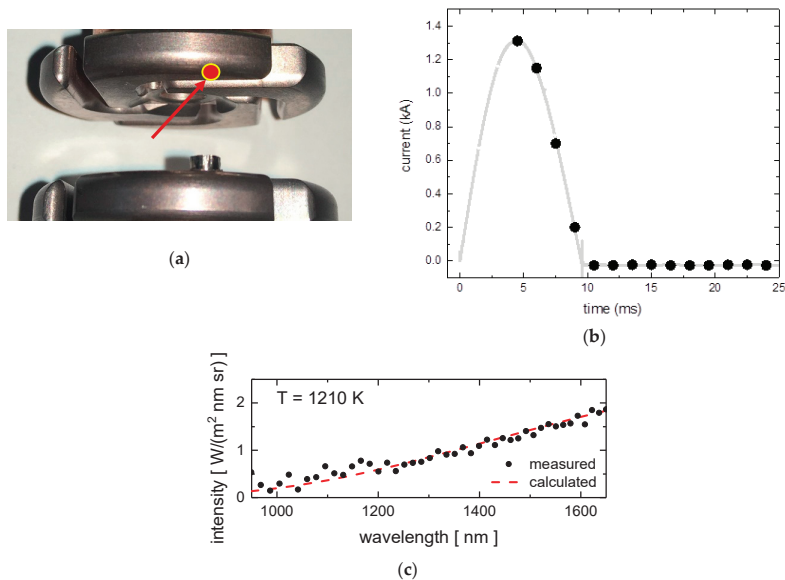 (a)
1.4
1.2
1.0
0.8
0.6
0.4
0.2
0.0
current (kA)
0 5 10 15 20 25
time (ms)
(b)
T = 1210 K
2
1
0
intensity [ W/(m² nm sr) ]
measured
calculated
1000 1200 1400 1600
wavelength [ nm ]
(c)